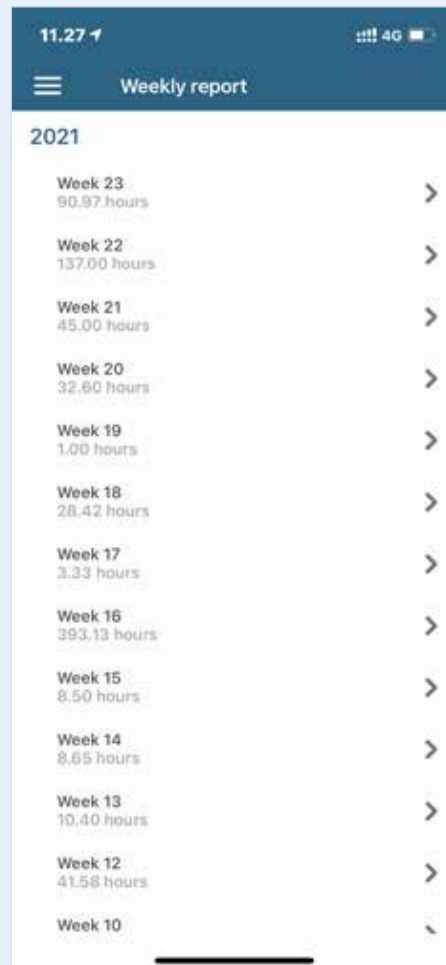 11.27
4G
Weekly report
2021
Week 23
90.97 hours
Week 22
137.00 hours
Week 21
45.00 hours
Week 20
32.60 hours
Week 19
1.00 hours
Week 18
28.42 hours
Week 17
3.33 hours
Week 16
393.13 hours
Week 15
8.50 hours
Week 14
8.65 hours
Week 13
10.40 hours
Week 12
41.58 hours
Week 10